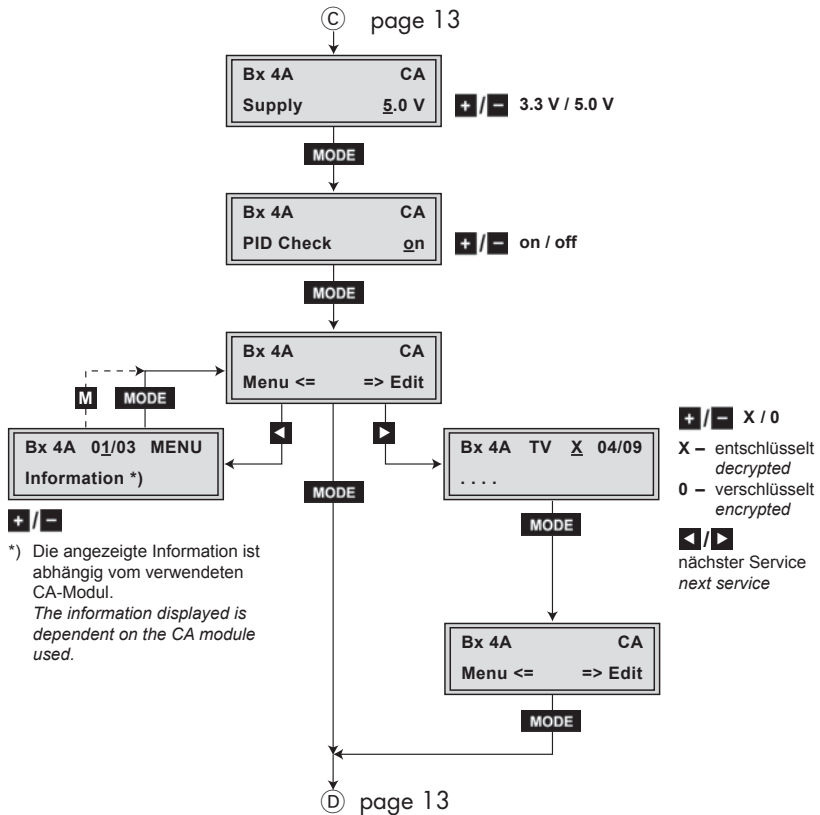 C page 13
Bx 4A CA
Supply 5.0 V
+ / − 3.3 V / 5.0 V
MODE
Bx 4A CA
PID Check on
+ / − on / off
MODE
Bx 4A CA
Menu <= => Edit
M MODE
◄
►
Bx 4A 01/03 MENU
Information *)
+ / −
*) Die angezeigte Information ist
abhängig vom verwendeten
CA-Modul.
The information displayed is
dependent on the CA module
used.
MODE
Bx 4A TV X 04/09
. . . .
+ / − X / 0
X – entschlüsselt
decrypted
0 – verschlüsselt
encrypted
◄ / ►
nächster Service
next service
MODE
Bx 4A CA
Menu <= => Edit
MODE
D page 13